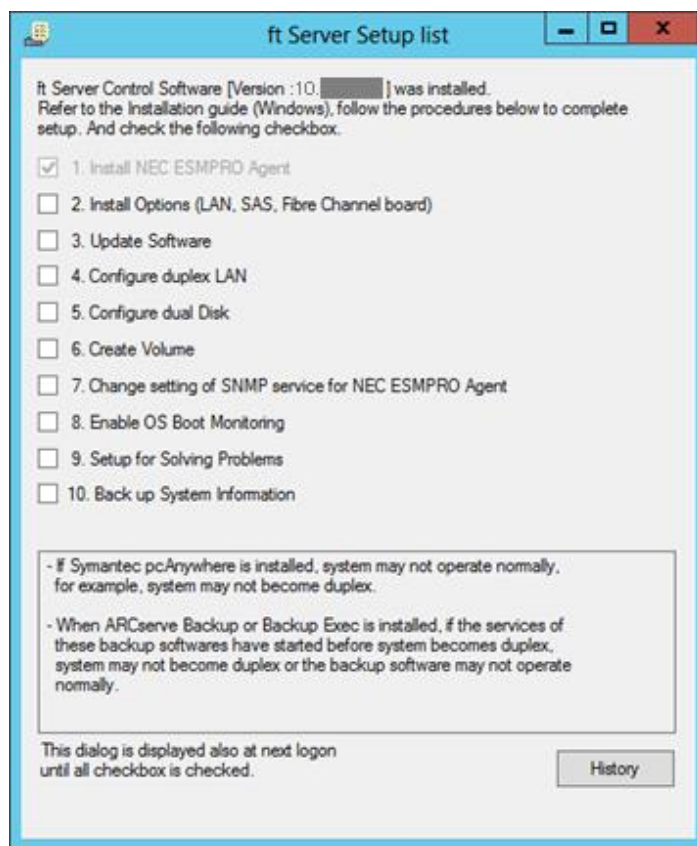 ft Server Setup list
ft Server Control Software [Version :10. ] was installed.
Refer to the Installation guide (Windows), follow the procedures below to complete
setup. And check the following checkbox.
1. Install NEC ESMPRO Agent
2. Install Options (LAN, SAS, Fibre Channel board)
3. Update Software
4. Configure duplex LAN
5. Configure dual Disk
6. Create Volume
7. Change setting of SNMP service for NEC ESMPRO Agent
8. Enable OS Boot Monitoring
9. Setup for Solving Problems
10. Back up System Information
- If Symantec pcAnywhere is installed, system may not operate normally,
for example, system may not become duplex.
- When ARCserve Backup or Backup Exec is installed, if the services of
these backup softwares have started before system becomes duplex,
system may not become duplex or the backup software may not operate
normally.
This dialog is displayed also at next logon
until all checkbox is checked.
History